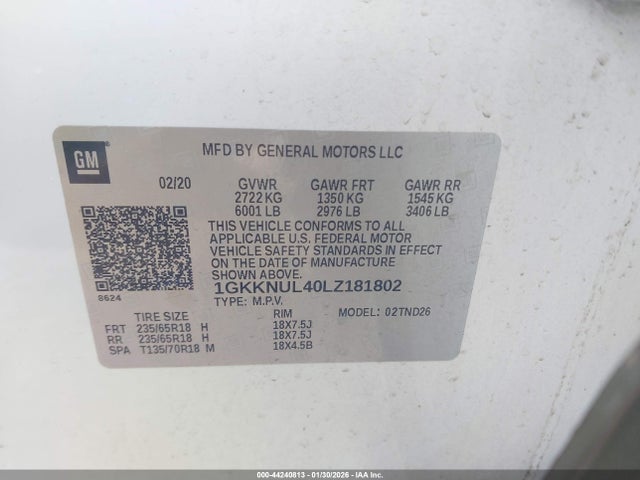 GM
MFD BY GENERAL MOTORS LLC
02/20 GVWR GAWR FRT GAWR RR
2722 KG 1350 KG 1545 KG
6001 LB 2976 LB 3406 LB
THIS VEHICLE CONFORMS TO ALL
APPLICABLE U.S. FEDERAL MOTOR
VEHICLE SAFETY STANDARDS IN
EFFECT ON THE DATE OF MANUFACTURE
SHOWN ABOVE.
8624
1GKKNUL40LZ181802
TYPE: M.P.V. MODEL: 02TND26
TIRE SIZE RIM
FRT 235/65R18 H 18X7.5J
RR 235/65R18 H 18X7.5J
SPA T135/70R18 M 18X4.5B
000-44240813 - 01/30/2026 - IAA Inc.